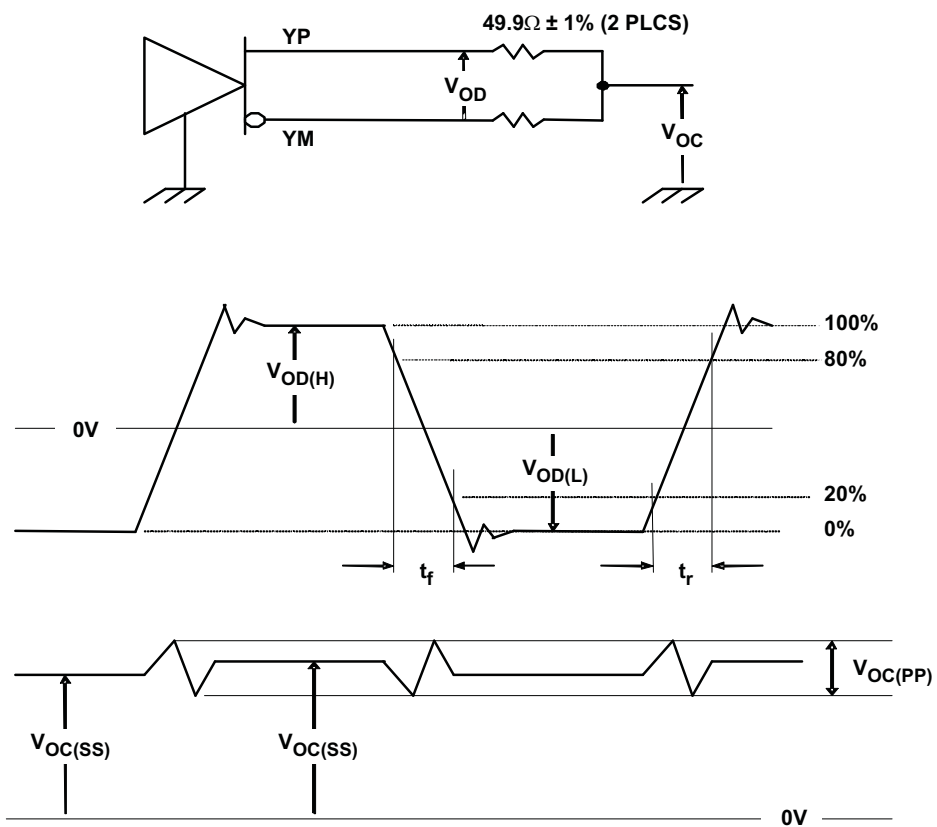 49.9Ω ± 1% (2 PLCS)
YP
VOD
YM
VOC
100%
80%
VOD(H)
0V
VOD(L)
20%
0%
tf
tr
VOC(PP)
VOC(SS)
VOC(SS)
0V